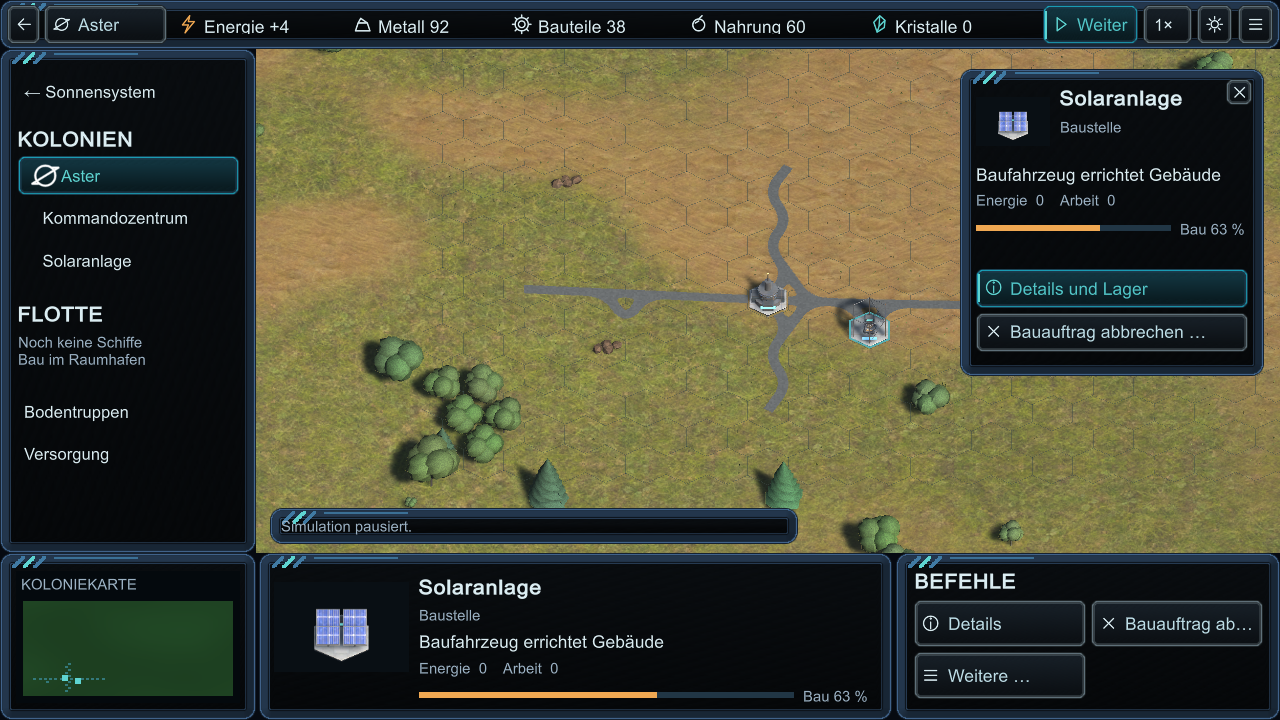 Aster
Energie +4
Metall 92
Bauteile 38
Nahrung 60
Kristalle 0
Weiter
1×
← Sonnensystem
KOLONIEN
Aster
Kommandozentrum
Solaranlage
FLOTTE
Noch keine Schiffe
Bau im Raumhafen
Bodentruppen
Versorgung
Solaranlage
Baustelle
Baufahrzeug errichtet Gebäude
Energie 0 Arbeit 0
Bau 63 %
Details und Lager
Bauauftrag abbrechen …
Simulation pausiert.
KOLONIEKARTE
Solaranlage
Baustelle
Baufahrzeug errichtet Gebäude
Energie 0 Arbeit 0
Bau 63 %
BEFEHLE
Details
Bauauftrag ab…
Weitere …